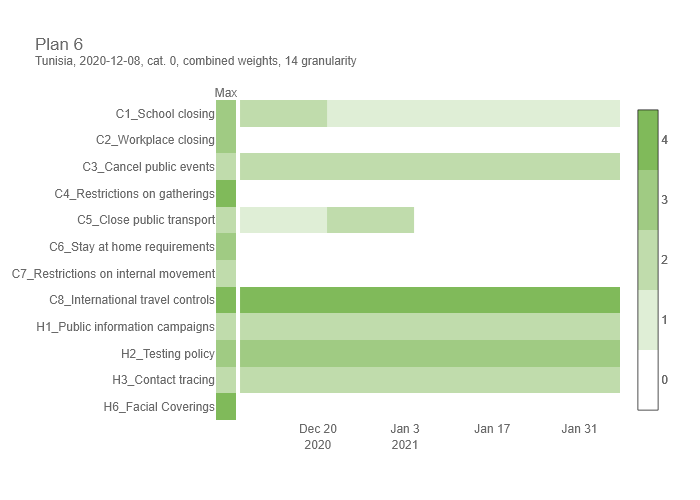 Plan 6
Tunisia, 2020-12-08, cat. 0, combined weights, 14 granularity
Max
C1_School closing
C2_Workplace closing
C3_Cancel public events
C4_Restrictions on gatherings
C5_Close public transport
C6_Stay at home requirements
C7_Restrictions on internal movement
C8_International travel controls
H1_Public information campaigns
H2_Testing policy
H3_Contact tracing
H6_Facial Coverings
Dec 20 Jan 3 Jan 17 Jan 31
2020 2021
4
3
2
1
0